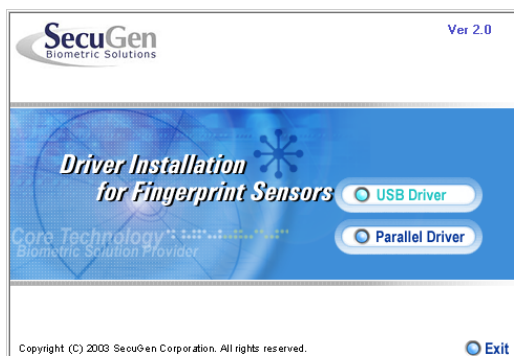 SecuGen
Biometric Solutions
Ver 2.0
Driver Installation
for Fingerprint Sensors
USB Driver
Parallel Driver
Core Technology
Biometric Solution Provider
Copyright (C) 2003 SecuGen Corporation. All rights reserved.
Exit